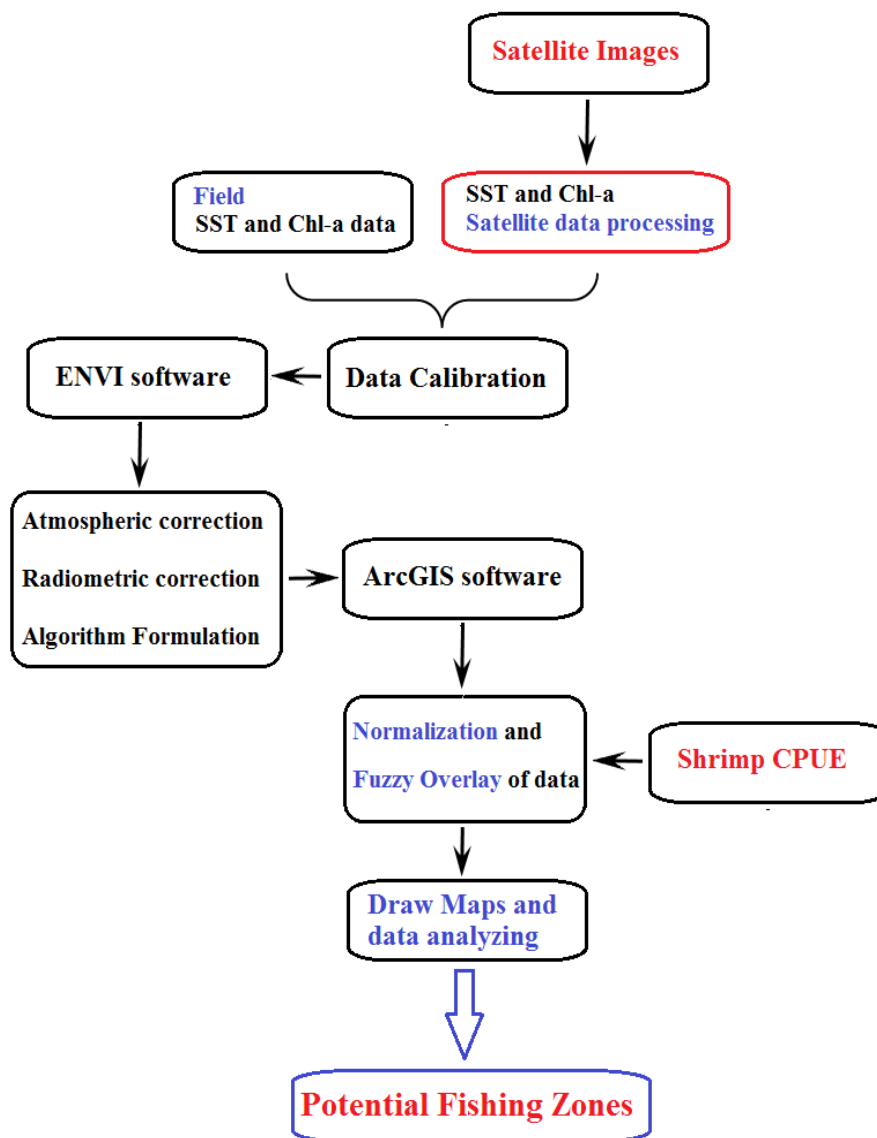 Satellite Images
Field
SST and Chl-a data
SST and Chl-a
Satellite data processing
ENVI software
Data Calibration
Atmospheric correction
Radiometric correction
Algorithm Formulation
ArcGIS software
Normalization and
Fuzzy Overlay of data
Shrimp CPUE
Draw Maps and
data analyzing
Potential Fishing Zones